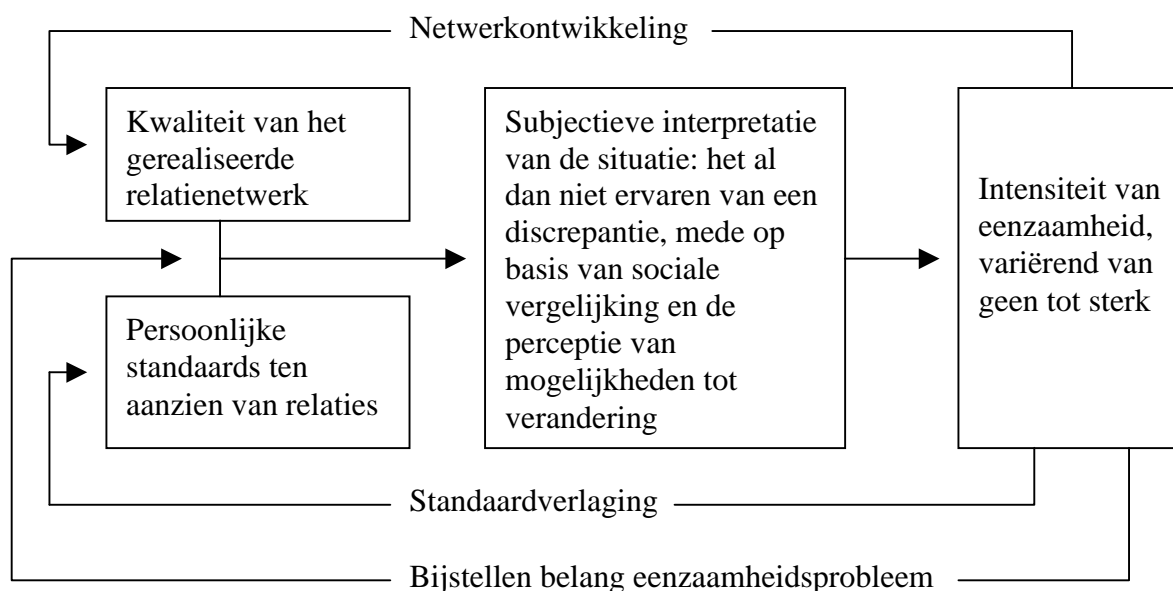 Netwerkontwikkeling
Kwaliteit van het
gerealiseerde
relatienetwerk
Persoonlijke
standaards ten
aanzien van relaties
Subjectieve interpretatie
van de situatie: het al
dan niet ervaren van een
discrepantie, mede op
basis van sociale
vergelijking en de
perceptie van
mogelijkheden tot
verandering
Intensiteit van
eenzaamheid,
variërend van
geen tot sterk
Standaardverlaging
Bijstellen belang eenzaamheidsprobleem